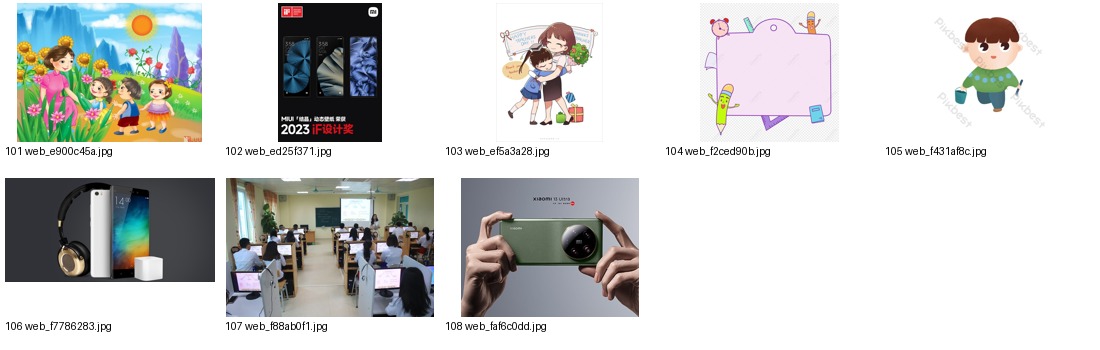 MIUI「结晶」动态壁纸 荣获
2023 iF设计奖
101 web_e900c45a.jpg
102 web_ed25f371.jpg
103 web_ef5a3a28.jpg
104 web_f2ced90b.jpg
105 web_f431af8c.jpg
xiaomi 13 Ultra
106 web_f7786283.jpg
107 web_f88ab0f1.jpg
108 web_faf6c0dd.jpg